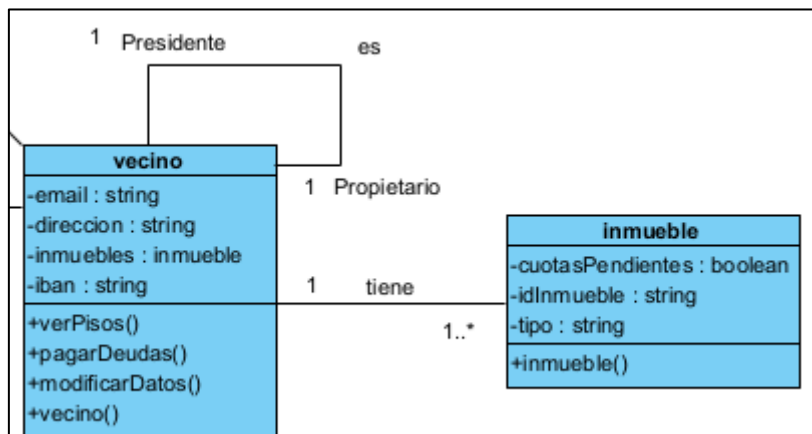 1 Presidente es
vecino
-email : string
-direccion : string
-inmuebles : inmueble
-iban : string
+verPisos()
+pagarDeudas()
+modificarDatos()
+vecino()
1 Propietario
1 tiene
1..*
inmueble
-cuotasPendientes : boolean
-idInmueble : string
-tipo : string
+inmueble()